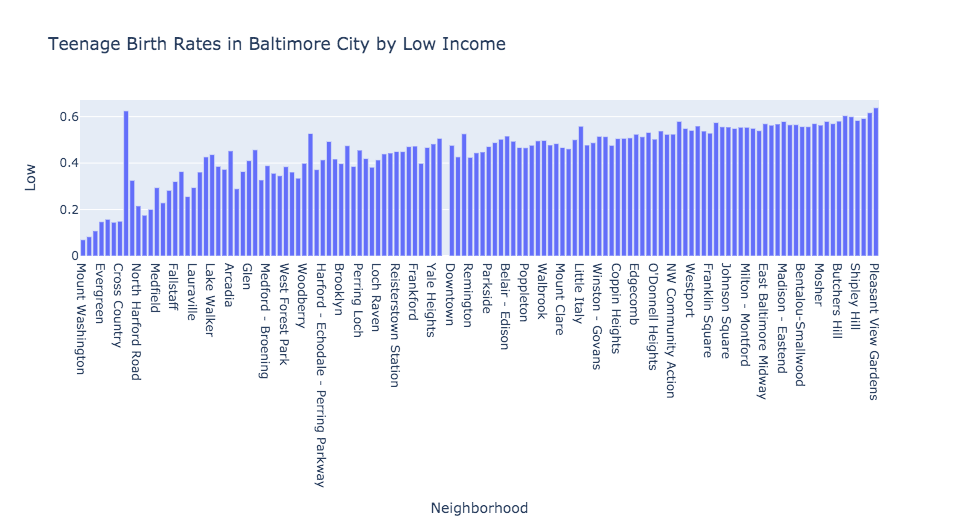 Teenage Birth Rates in Baltimore City by Low Income
0.6
0.4
0.2
0
Low
Mount Washington
Evergreen
Cross Country
North Harford Road
Medfield
Fallstaff
Lauraville
Lake Walker
Arcadia
Glen
Medford - Broening
West Forest Park
Woodberry
Harford - Echodale - Perring Parkway
Brooklyn
Perring Loch
Loch Raven
Reisterstown Station
Frankford
Yale Heights
Downtown
Remington
Parkside
Belair - Edison
Poppleton
Walbrook
Mount Clare
Little Italy
Winston - Govans
Coppin Heights
Edgecomb
O'Donnell Heights
NW Community Action
Westport
Franklin Square
Johnson Square
Milton - Montford
East Baltimore Midway
Madison - Eastend
Bentalou-Smallwood
Mosher
Butchers Hill
Shipley Hill
Pleasant View Gardens
Neighborhood